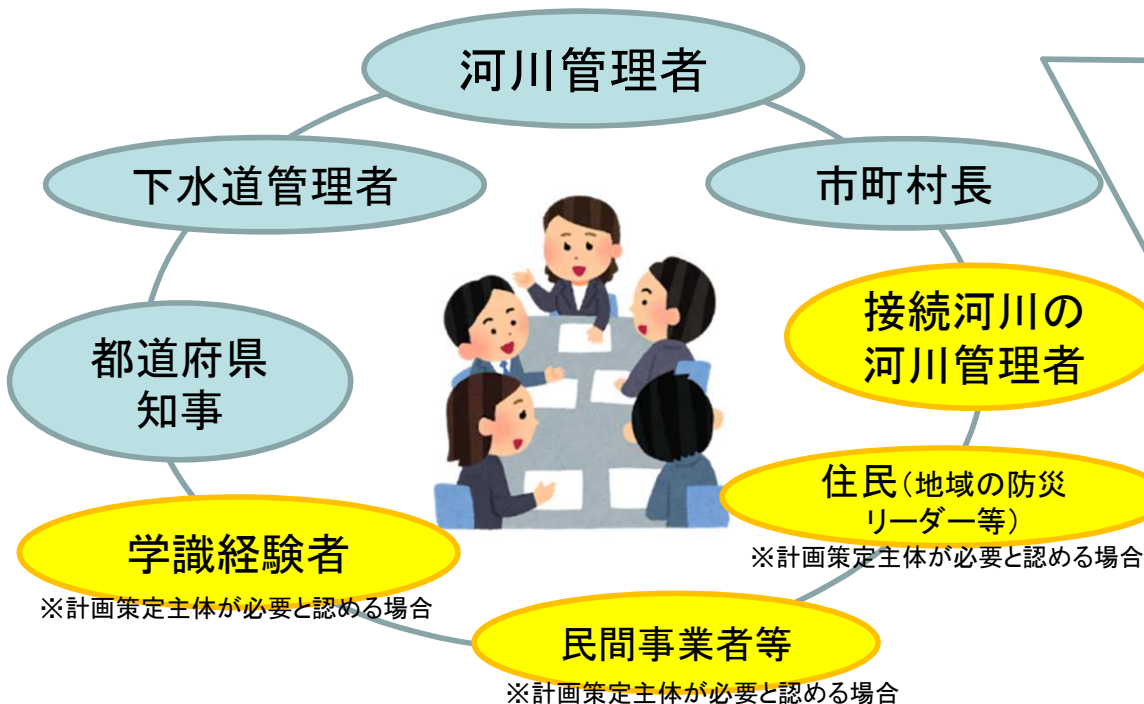 河川管理者
下水道管理者
市町村長
都道府県
知事
接続河川の
河川管理者
住民（地域の防災
リーダー等）
※計画策定主体が必要と認める場合
学識経験者
※計画策定主体が必要と認める場合
民間事業者等
※計画策定主体が必要と認める場合